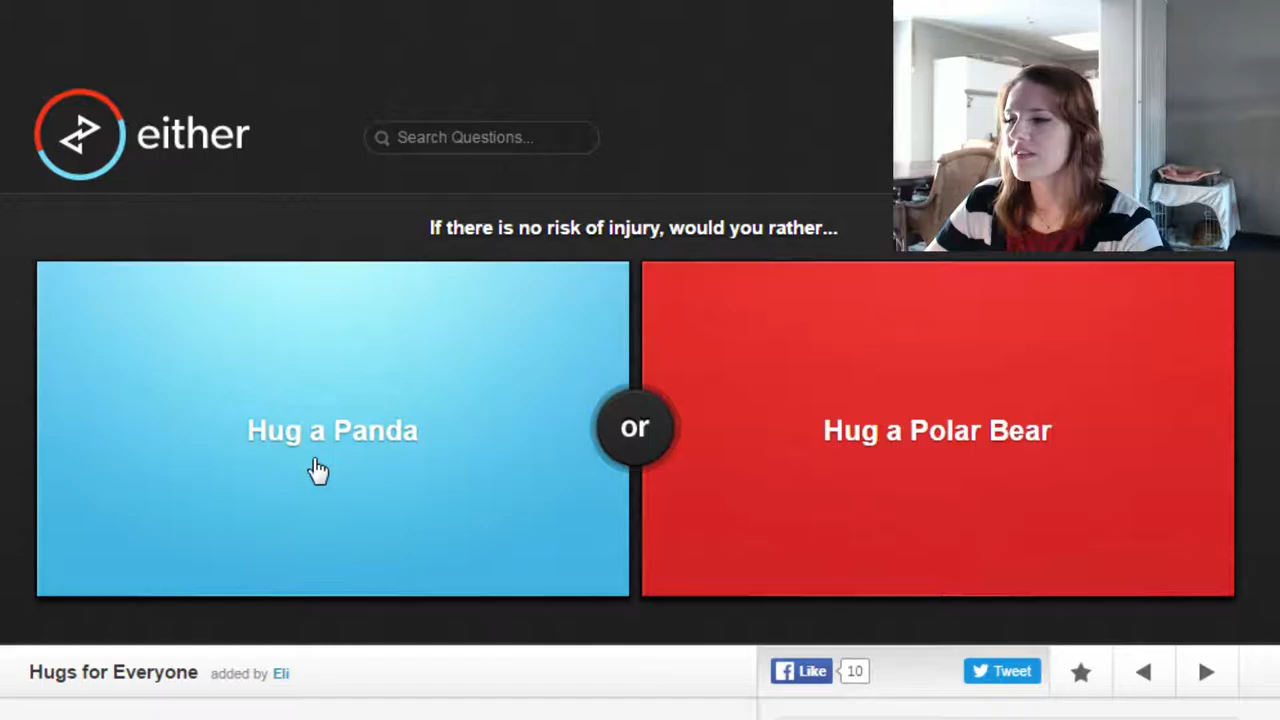 either
Search Questions...
If there is no risk of injury, would you rather...
Hug a Panda
or
Hug a Polar Bear
Hugs for Everyone added by Eli
Like 10
Tweet